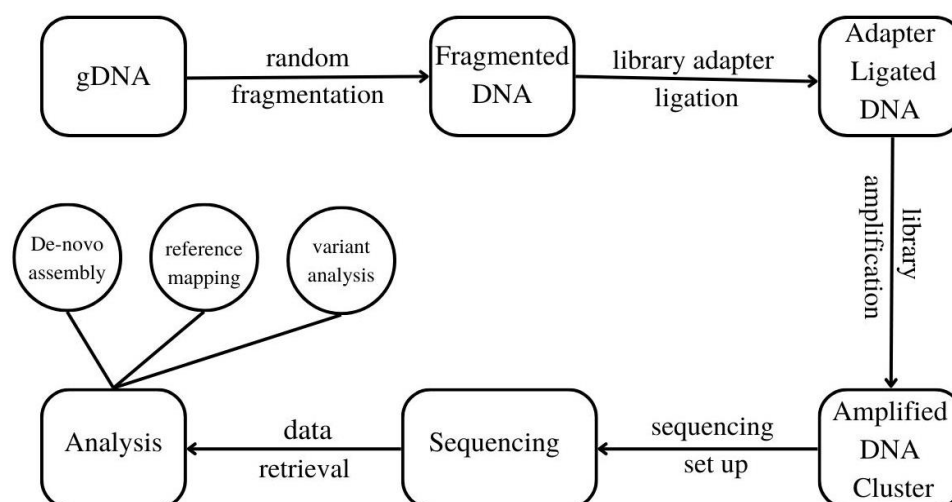 gDNA
random
fragmentation
Fragmented
DNA
library adapter
ligation
Adapter
Ligated
DNA
library
amplification
De-novo
assembly
reference
mapping
variant
analysis
Amplified
DNA
Cluster
sequencing
set up
Sequencing
data
retrieval
Analysis